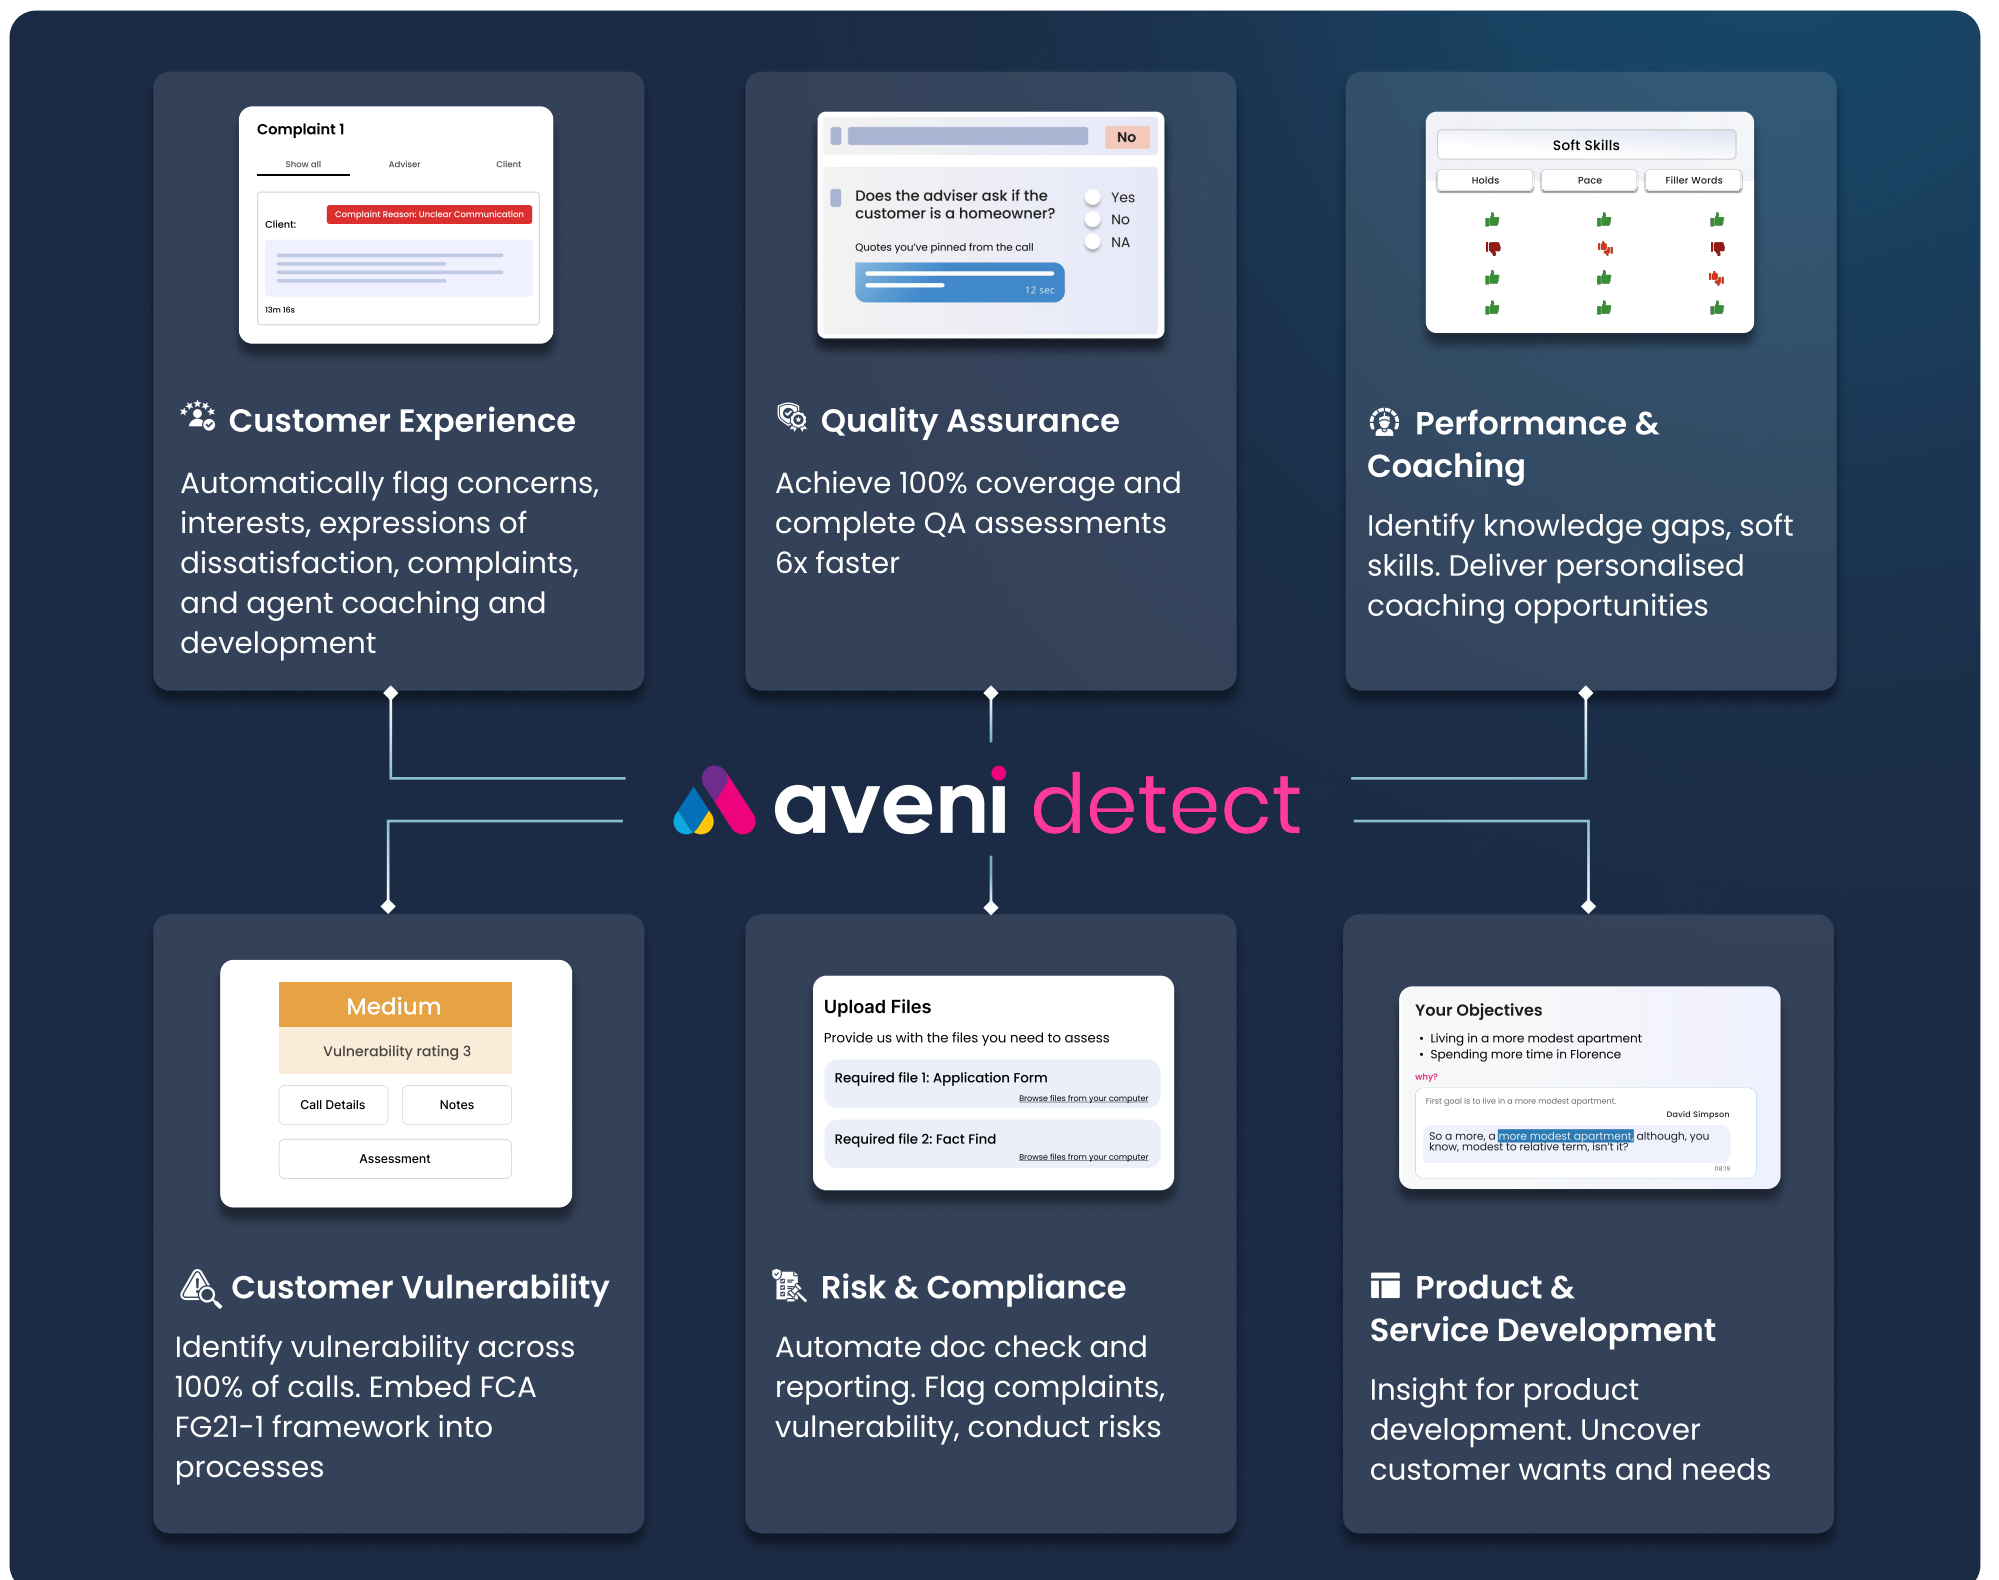 Complaint 1
Show all
Adviser
Client
Complaint Reason: Unclear Communication
Client:
13m 16s
Customer Experience
Automatically flag concerns,
interests, expressions of
dissatisfaction, complaints,
and agent coaching and
development
No
Does the adviser ask if the
customer is a homeowner?
Yes
No
NA
Quotes you've pinned from the call
12 sec
Quality Assurance
Achieve 100% coverage and
complete QA assessments
6x faster
Soft Skills
Holds
Pace
Filler Words
Performance &
Coaching
Identify knowledge gaps, soft
skills. Deliver personalised
coaching opportunities
aveni detect
Medium
Vulnerability rating 3
Call Details
Notes
Assessment
Customer Vulnerability
Identify vulnerability across
100% of calls. Embed FCA
FG21-1 framework into
processes
Upload Files
Provide us with the files you need to assess
Required file 1: Application Form
Browse files from your computer
Required file 2: Fact Find
Browse files from your computer
Risk & Compliance
Automate doc check and
reporting. Flag complaints,
vulnerability, conduct risks
Your Objectives
• Living in a more modest apartment
• Spending more time in Florence
why?
First goal is to live in a more modest apartment.
David Simpson
So a more, a more modest apartment, although, you
know, modest to relative term, isn't it?
08:19
Product &
Service Development
Insight for product
development. Uncover
customer wants and needs